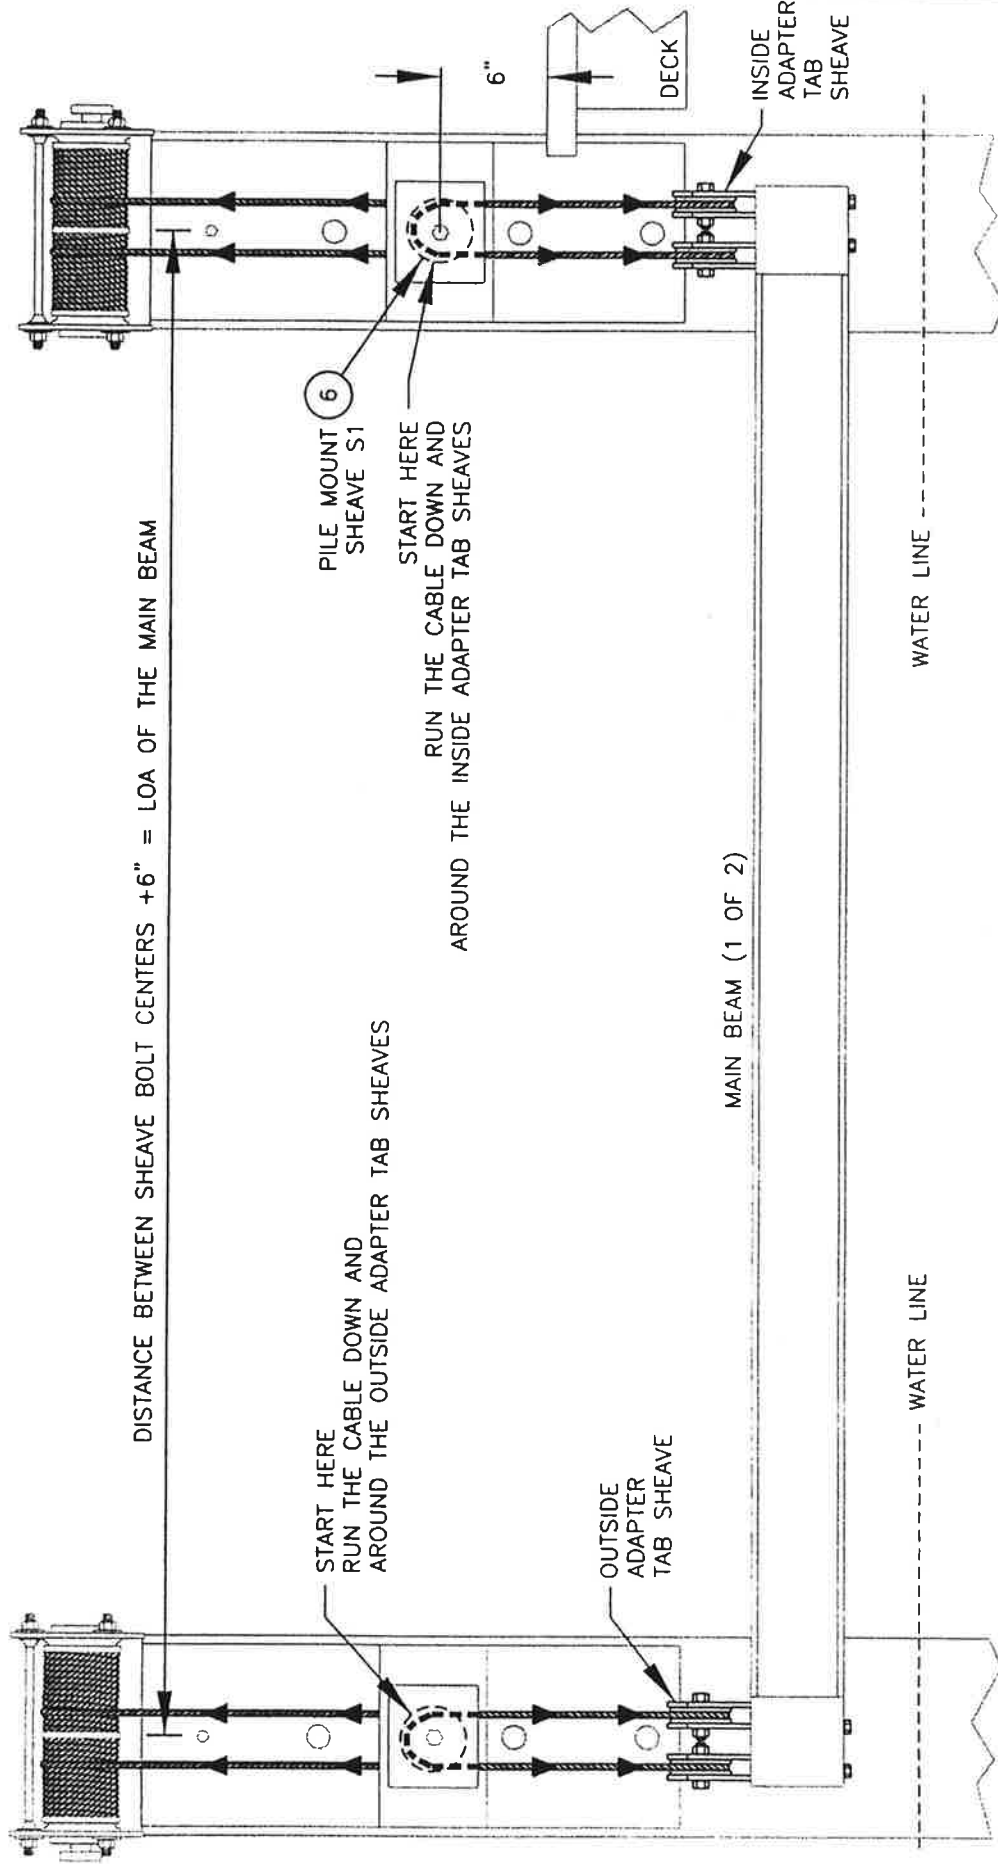 DISTANCE BETWEEN SHEAVE BOLT CENTERS +6" = LOA OF THE MAIN BEAM
START HERE
RUN THE CABLE DOWN AND
AROUND THE OUTSIDE ADAPTER TAB SHEAVES
PILE MOUNT
SHEAVE S1
6
START HERE
RUN THE CABLE DOWN AND
AROUND THE INSIDE ADAPTER TAB SHEAVES
6"
DECK
OUTSIDE
ADAPTER
TAB SHEAVE
MAIN BEAM (1 OF 2)
INSIDE
ADAPTER
TAB
SHEAVE
WATER LINE
WATER LINE